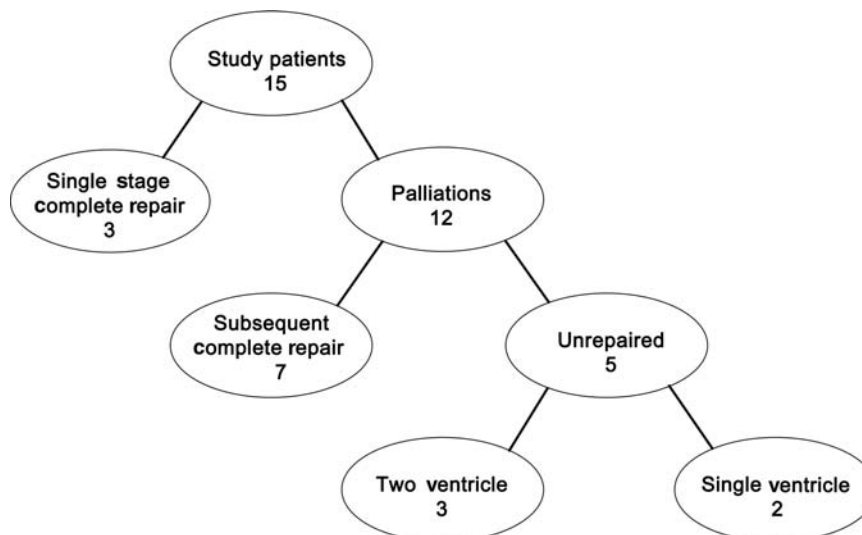 Study patients
15
Single stage
complete repair
3
Palliations
12
Subsequent
complete repair
7
Unrepaired
5
Two ventricle
3
Single ventricle
2